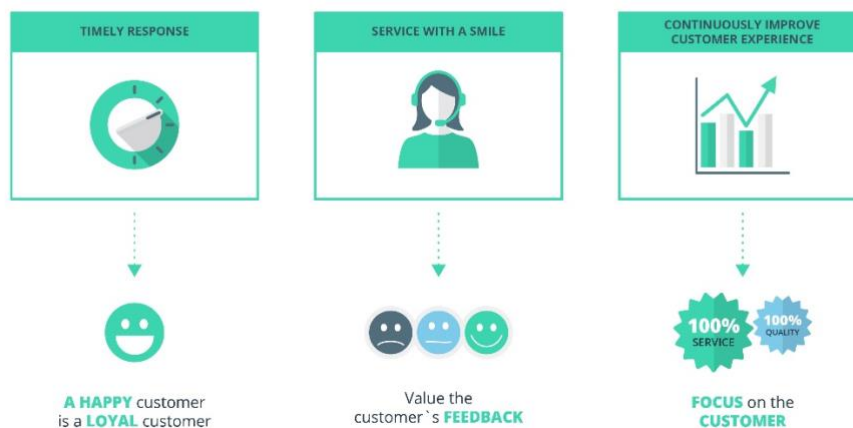 TIMELY RESPONSE
SERVICE WITH A SMILE
CONTINUOUSLY IMPROVE
CUSTOMER EXPERIENCE
100%
SERVICE
100%
QUALITY
A HAPPY customer
is a LOYAL customer
Value the
customer`s FEEDBACK
FOCUS on the
CUSTOMER